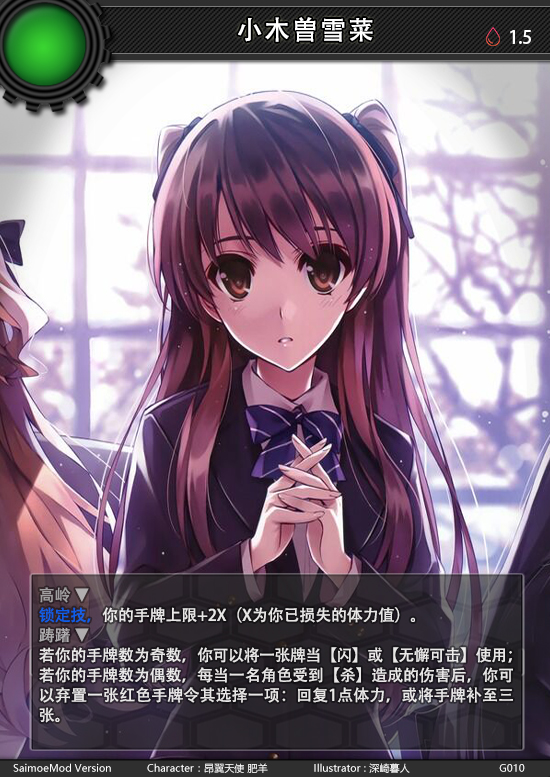 小木曽雪菜
1.5
高岭▼
锁定技，你的手牌上限+2X（X为你已损失的体力值）。
踌躇▼
若你的手牌数为奇数，你可以将一张牌当【闪】或【无懈可击】使用；
若你的手牌数为偶数，每当一名角色受到【杀】造成的伤害后，你可
以弃置一张红色手牌令其选择一项：回复1点体力，或将手牌补至三
张。
SaimoeMod Version
Character : 昂翼天使 肥羊
Illustrator : 深崎暮人
G010